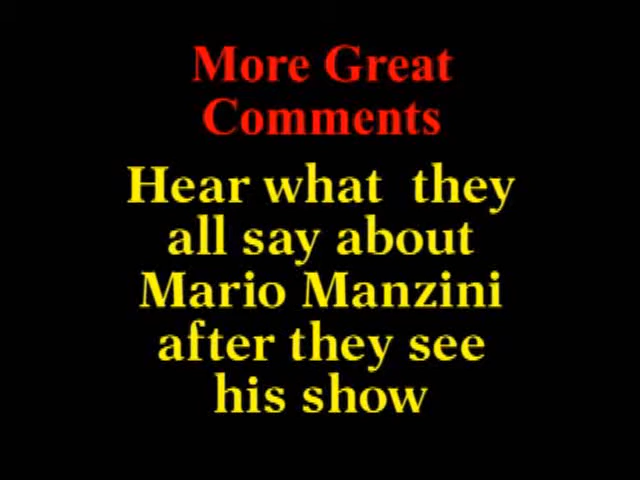 More Great
Comments
Hear what they
all say about
Mario Manzini
after they see
his show